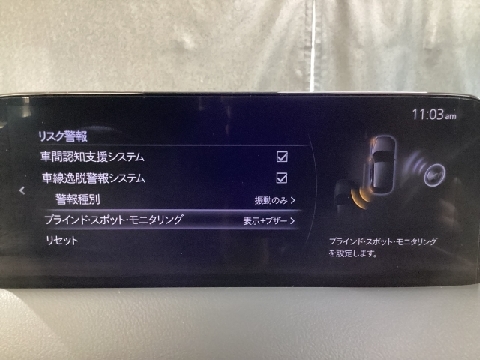 11:03 am
リスク警報
車間認知支援システム
車線逸脱警報システム
警報種別 振動のみ >
ブラインド･スポット･モニタリング 表示+ブザー >
リセット
ブラインド･スポット･モニタリング
を設定します。